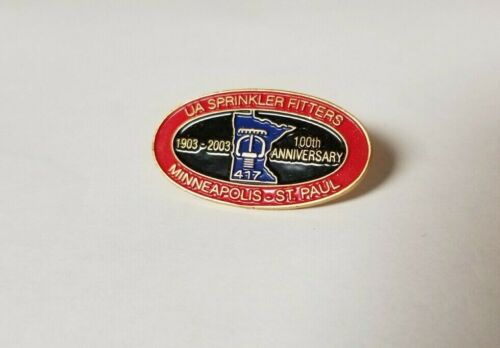 UA SPRINKLER FITTERS
1903 - 2003
100th
ANNIVERSARY
417
MINNEAPOLIS - ST. PAUL